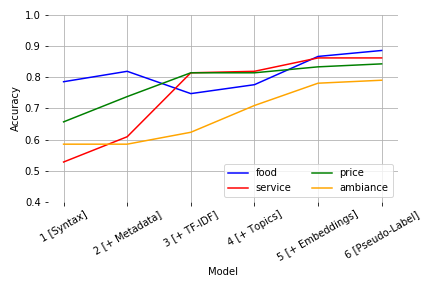 1.0
0.9
0.8
0.7
0.6
0.5
0.4
Accuracy
food
service
price
ambiance
1 [Syntax]
2 [+ Metadata]
3 [+ TF-IDF]
4 [+ Topics]
5 [+ Embeddings]
6 [Pseudo-Label]
Model